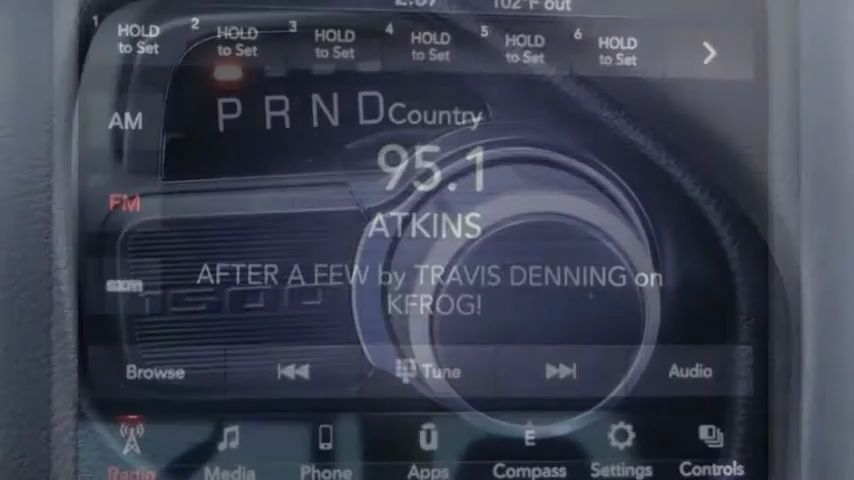 102°F out
1 HOLD to Set
2 HOLD to Set
3 HOLD to Set
4 HOLD to Set
5 HOLD to Set
6 HOLD to Set
AM
P R N D
Country
95.1
FM
ATKINS
AFTER A FEW by TRAVIS DENNING on
KFROG!
1500
Browse
Tune
Audio
E
Radio
Media
Phone
Apps
Compass
Settings
Controls